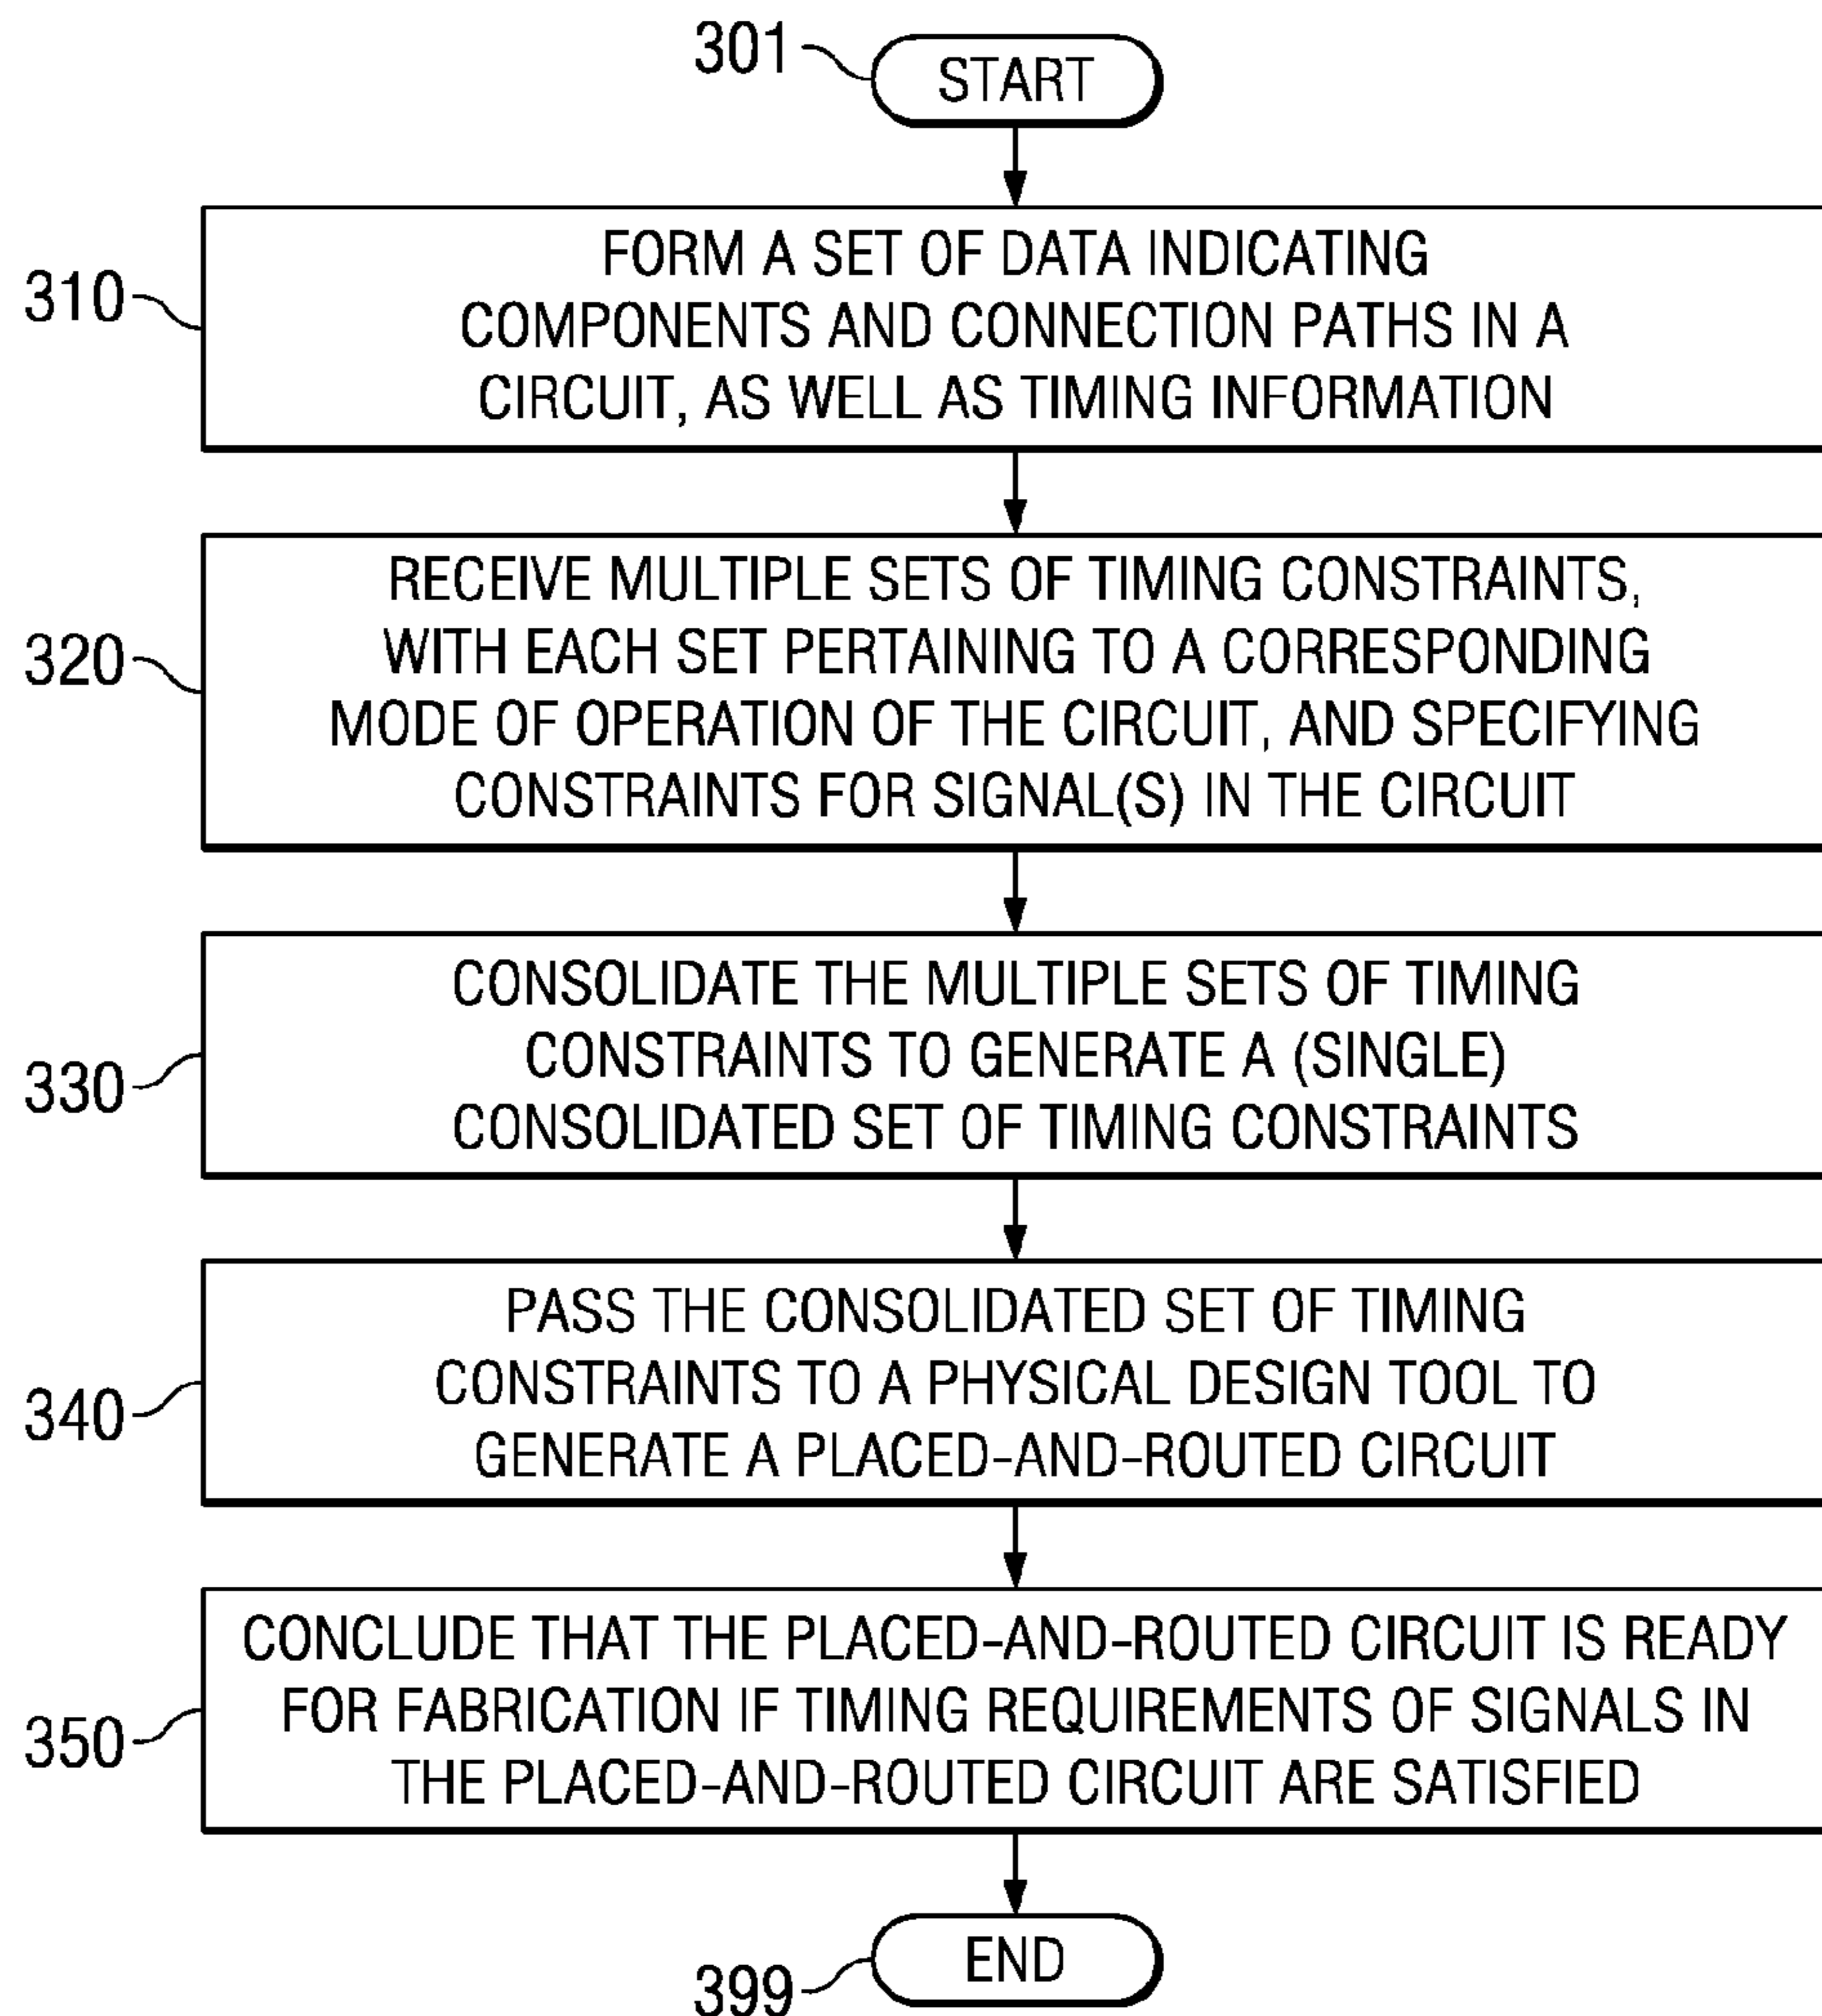 301
START
310
FORM A SET OF DATA INDICATING
COMPONENTS AND CONNECTION PATHS IN A
CIRCUIT, AS WELL AS TIMING INFORMATION
320
RECEIVE MULTIPLE SETS OF TIMING CONSTRAINTS,
WITH EACH SET PERTAINING TO A CORRESPONDING
MODE OF OPERATION OF THE CIRCUIT, AND SPECIFYING
CONSTRAINTS FOR SIGNAL(S) IN THE CIRCUIT
330
CONSOLIDATE THE MULTIPLE SETS OF TIMING
CONSTRAINTS TO GENERATE A (SINGLE)
CONSOLIDATED SET OF TIMING CONSTRAINTS
340
PASS THE CONSOLIDATED SET OF TIMING
CONSTRAINTS TO A PHYSICAL DESIGN TOOL TO
GENERATE A PLACED-AND-ROUTED CIRCUIT
350
CONCLUDE THAT THE PLACED-AND-ROUTED CIRCUIT IS READY
FOR FABRICATION IF TIMING REQUIREMENTS OF SIGNALS IN
THE PLACED-AND-ROUTED CIRCUIT ARE SATISFIED
399
END